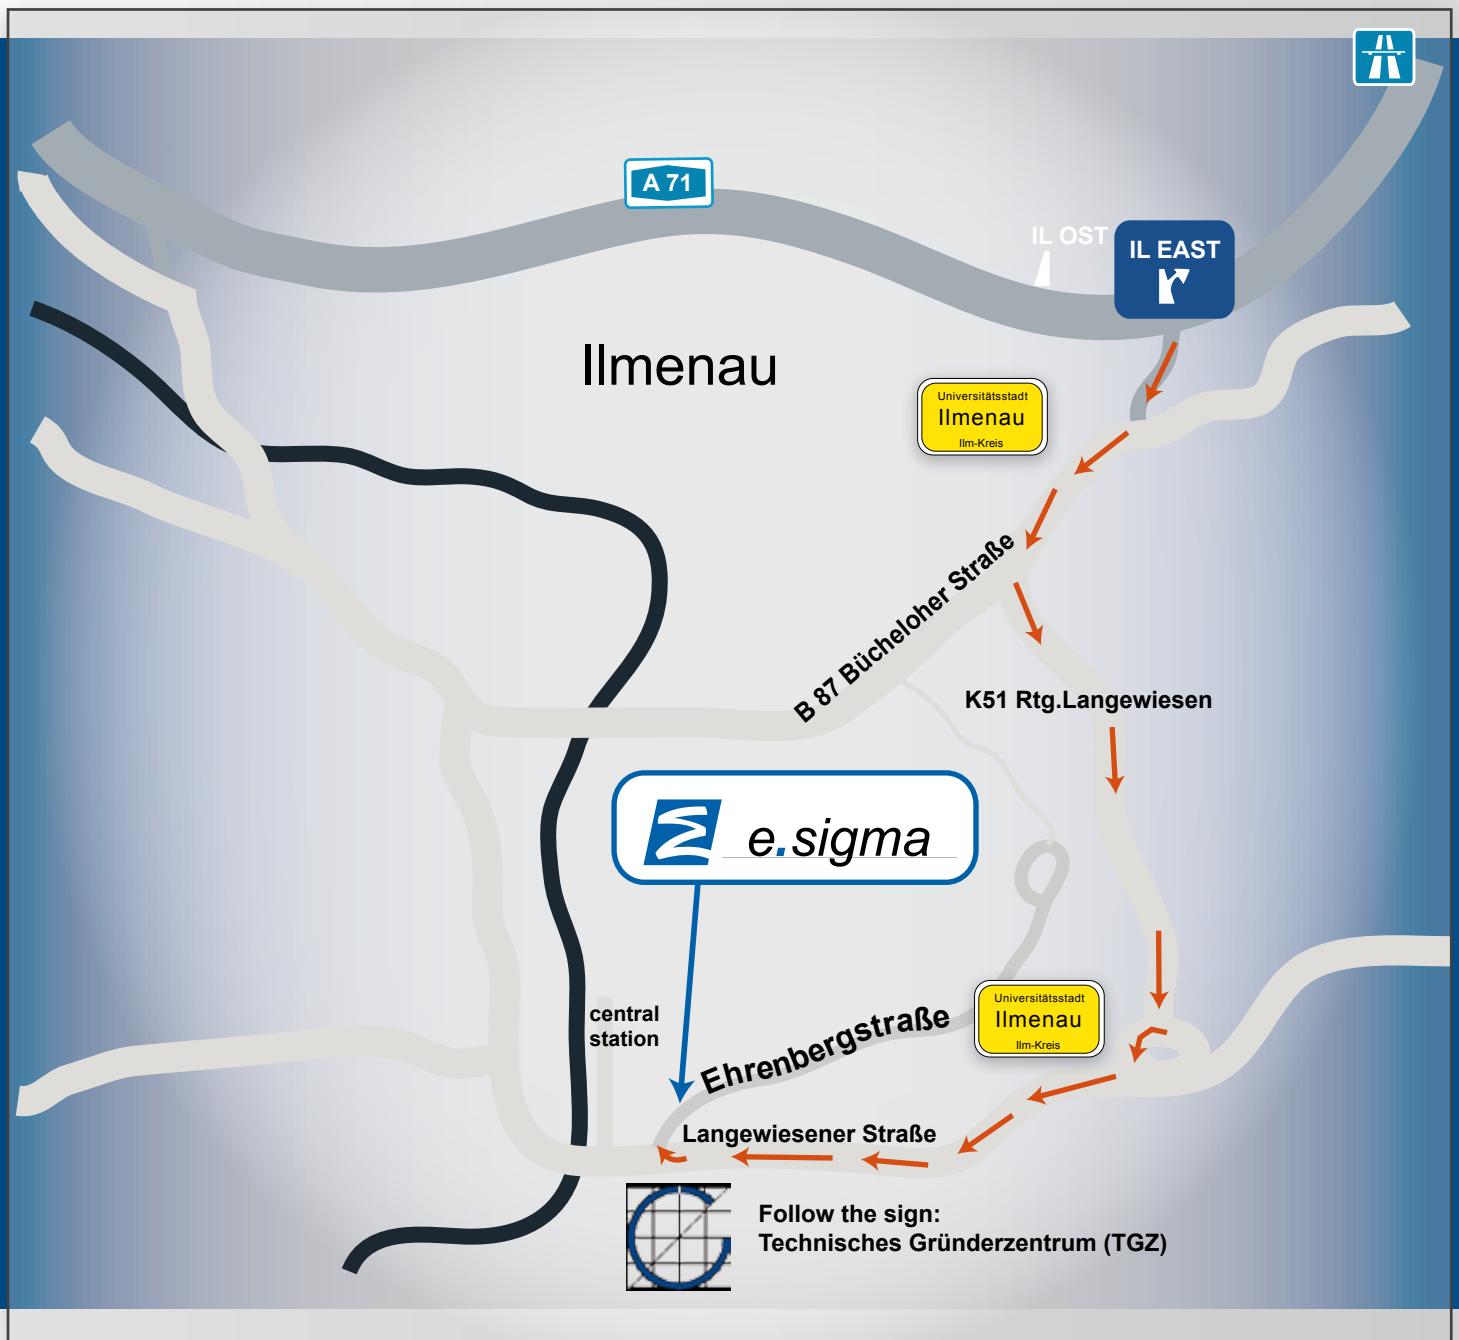 A 71
IL OST
IL EAST
Ilmenau
Universitätsstadt
Ilmenau
Ilm-Kreis
B 87 Bücheloher Straße
K51 Rtg.Langewiesen
e.sigma
central
station
Ehrenbergstraße
Universitätsstadt
Ilmenau
Ilm-Kreis
Langewiesener Straße
Follow the sign:
Technisches Gründerzentrum (TGZ)